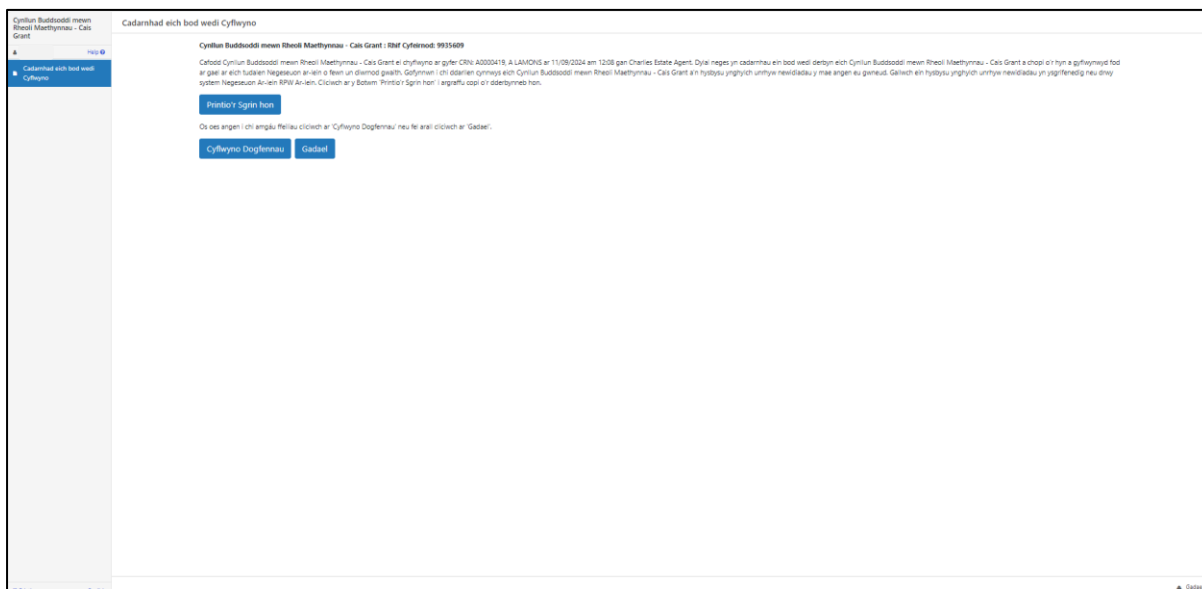 Cynllun Buddsoddi mewn
Rheoli Maethynnau - Cais
Grant
Help
Cadarnhad eich bod wedi
Cyflwyno
Cadarnhad eich bod wedi Cyflwyno
Cynllun Buddsoddi mewn Rheoli Maethynnau - Cais Grant : Rhif Cyfeirnod: 9935609
Cafodd Cynllun Buddsoddi mewn Rheoli Maethynnau - Cais Grant ei chyflwyno ar gyfer CRN: A0000419, A LAMONS ar 11/09/2024 am 12:08 gan Charlies Estate Agent. Dylai neges yn cadarnhau ein bod wedi derbyn eich Cynllun Buddsoddi mewn Rheoli Maethynnau - Cais Grant a chopi o'r hyn a gyflwynwyd fod
ar gael ar eich tudalen Negeseuon ar-lein o fewn un diwrnod gwaith. Gofynnwn i chi ddarllen cynnwys eich Cynllun Buddsoddi mewn Rheoli Maethynnau - Cais Grant a'n hysbysu ynghylch unrhyw newidiadau y mae angen eu gwneud. Gallwch ein hysbysu ynghylch unrhyw newidiadau yn ysgrifenedig neu drwy
system Negeseuon Ar-lein RPW Ar-lein. Cliciwch ar y Botwm 'Printio'r Sgrin hon' i argraffu copi o'r dderbynneb hon.
Printio'r Sgrin hon
Os oes angen i chi amgáu ffeiliau cliciwch ar 'Cyflwyno Dogfennau' neu fel arall cliciwch ar 'Gadael'.
Cyflwyno Dogfennau
Gadael